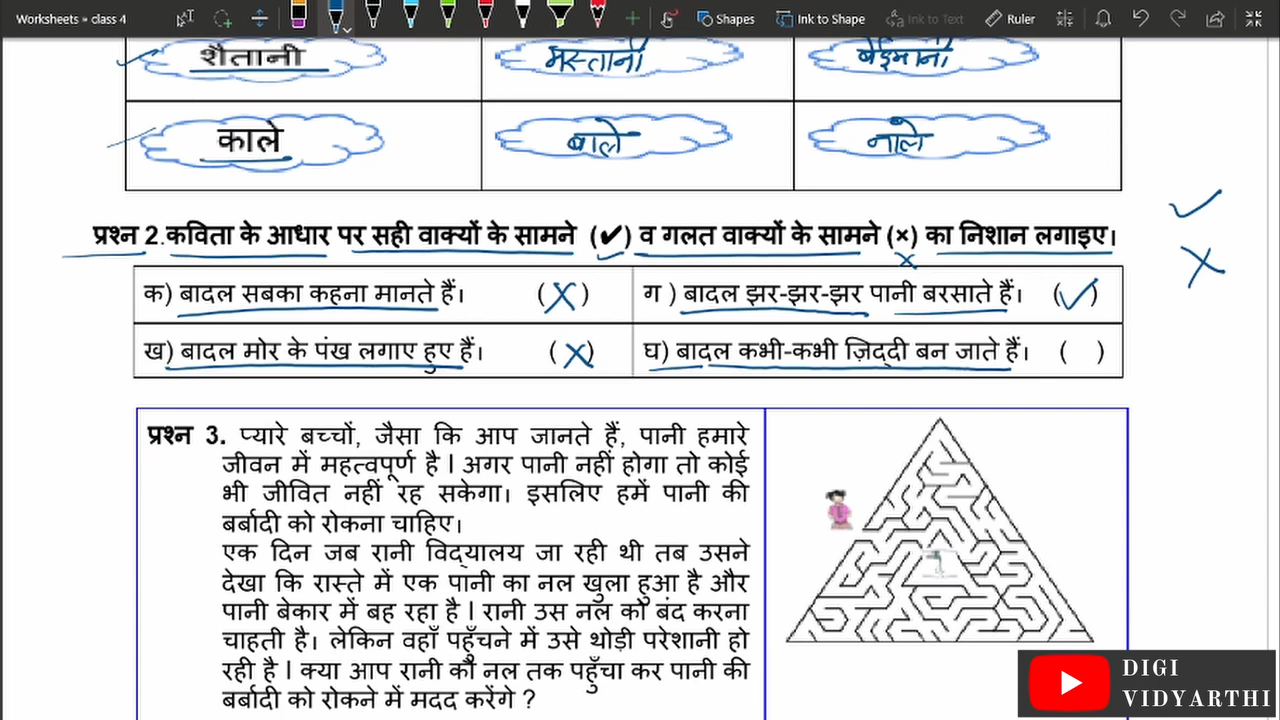 Worksheets » class 4
Shapes
Ink to Shape
Ink to Text
Ruler
शैतानी मस्तानी बेईमानी
काले बाले नाले
प्रश्न 2.कविता के आधार पर सही वाक्यों के सामने (✔) व गलत वाक्यों के सामने (×) का निशान लगाइए।
क) बादल सबका कहना मानते हैं। (X) ग ) बादल झर-झर-झर पानी बरसाते हैं। (✓)
ख) बादल मोर के पंख लगाए हुए हैं। (X) घ) बादल कभी-कभी ज़िद्दी बन जाते हैं। ( )
प्रश्न 3. प्यारे बच्चों, जैसा कि आप जानते हैं, पानी हमारे
जीवन में महत्वपूर्ण है l अगर पानी नहीं होगा तो कोई
भी जीवित नहीं रह सकेगा। इसलिए हमें पानी की
बर्बादी को रोकना चाहिए।
एक दिन जब रानी विद्यालय जा रही थी तब उसने
देखा कि रास्ते में एक पानी का नल खुला हुआ है और
पानी बेकार में बह रहा है l रानी उस नल को बंद करना
चाहती है। लेकिन वहाँ पहुँचने में उसे थोड़ी परेशानी हो
रही है l क्या आप रानी को नल तक पहुँचा कर पानी की
बर्बादी को रोकने में मदद करेंगे ?
DIGI
VIDYARTHI